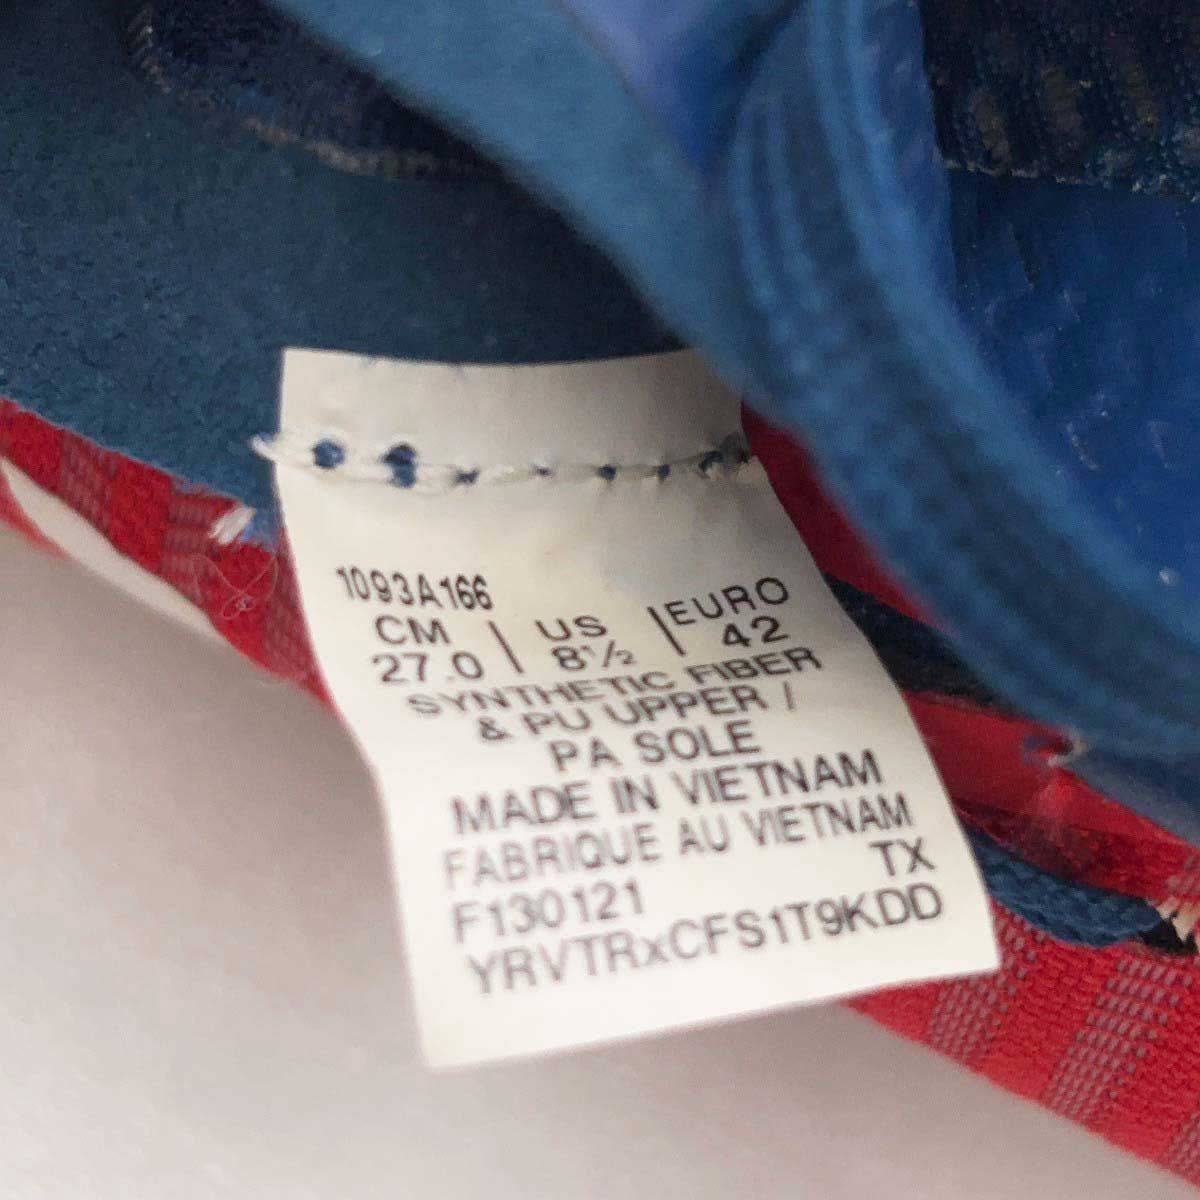 1093A166
CM | US | EURO
27.0 | 8½ | 42
SYNTHETIC FIBER
& PU UPPER /
PA SOLE
MADE IN VIETNAM
FABRIQUE AU VIETNAM
F130121 TX
YRVTRxCFS1T9KDD